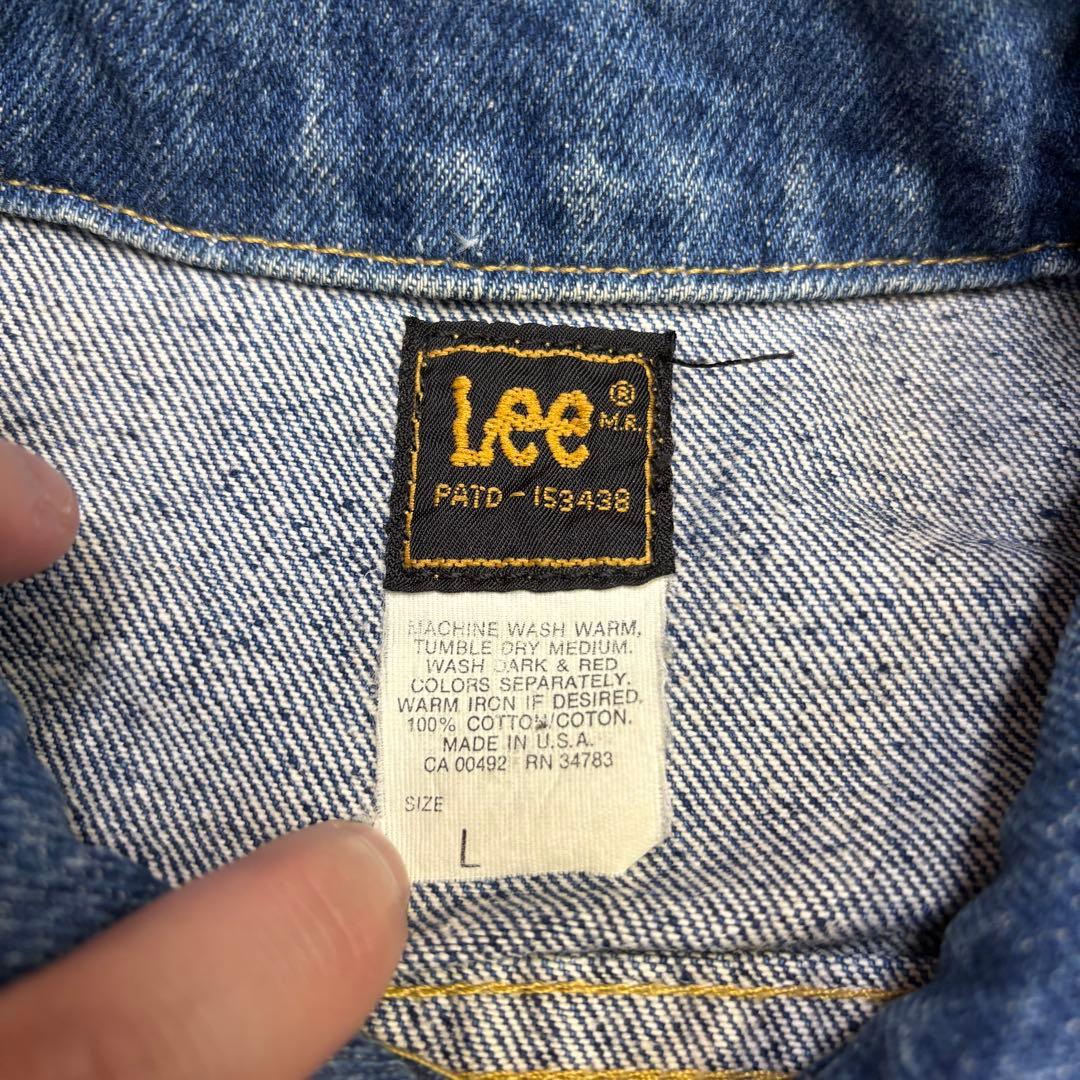 Lee ®
M.R.
PATD-153438
MACHINE WASH WARM,
TUMBLE DRY MEDIUM.
WASH DARK & RED
COLORS SEPARATELY.
WARM IRON IF DESIRED.
100% COTTON/COTON.
MADE IN U.S.A.
CA 00492 RN 34783
SIZE
L